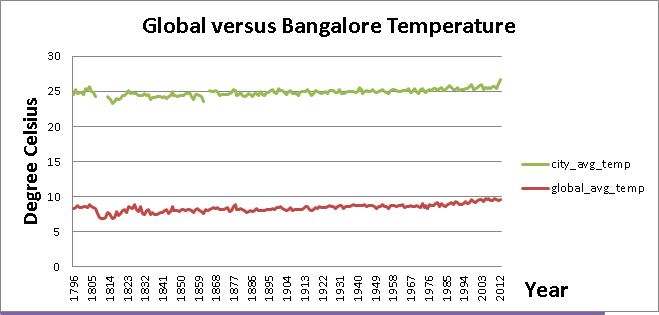 Global versus Bangalore Temperature
Degree Celsius
30
25
20
15
10
5
0
1796 1805 1814 1823 1832 1841 1850 1859 1868 1877 1886 1895 1904 1913 1922 1931 1940 1949 1958 1967 1976 1985 1994 2003 2012
Year
city_avg_temp
global_avg_temp